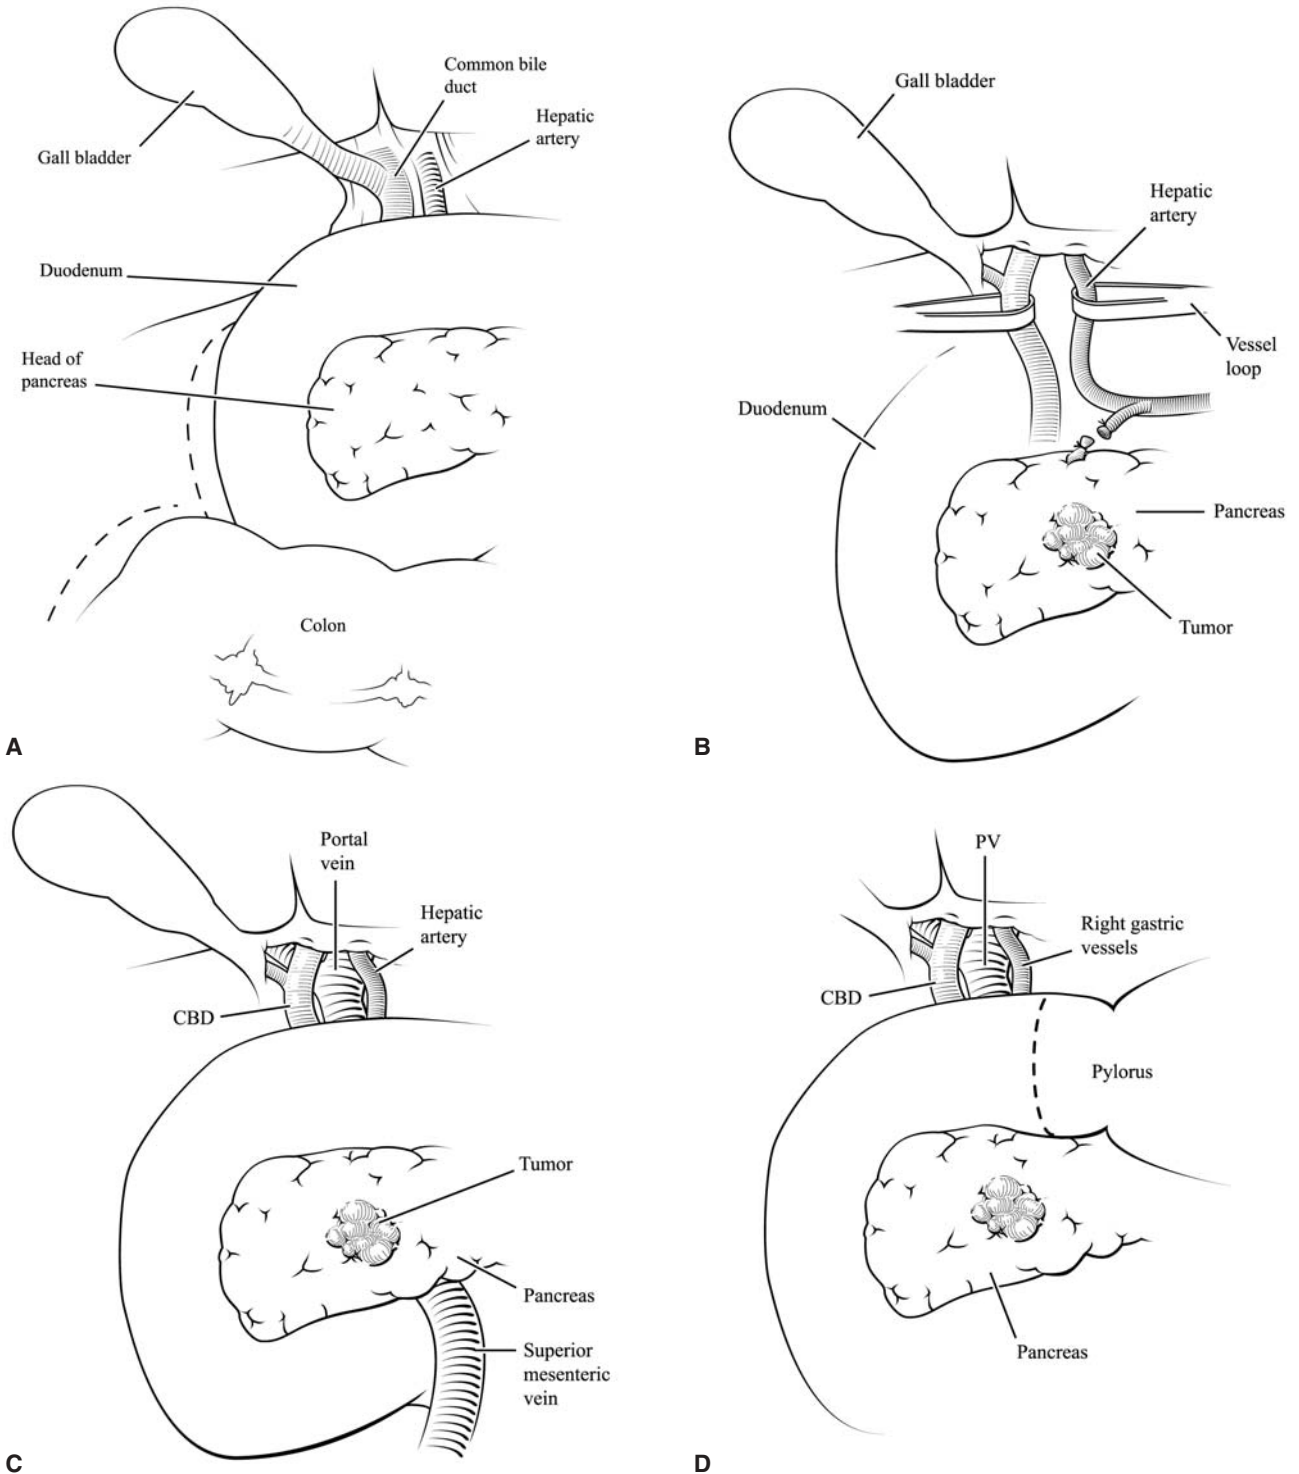 Common bile
duct
Hepatic
artery
Gall bladder
Duodenum
Head of
pancreas
Colon
A
Gall bladder
Hepatic
artery
Vessel
loop
Duodenum
Pancreas
Tumor
B
Portal
vein
Hepatic
artery
CBD
Tumor
Pancreas
Superior
mesenteric
vein
C
PV
Right gastric
vessels
CBD
Pylorus
Pancreas
D